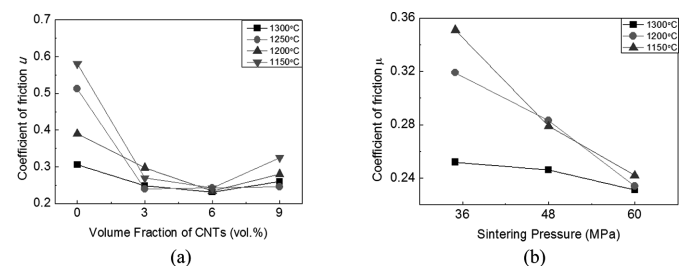 0.7
0.6
0.5
0.4
0.3
0.2
Coefficient of friction u
1300°C
1250°C
1200°C
1150°C
0 3 6 9
Volume Fraction of CNTs (vol.%)
(a)
0.36
0.32
0.28
0.24
Coefficient of friction μ
1300°C
1200°C
1150°C
36 48 60
Sintering Pressure (MPa)
(b)